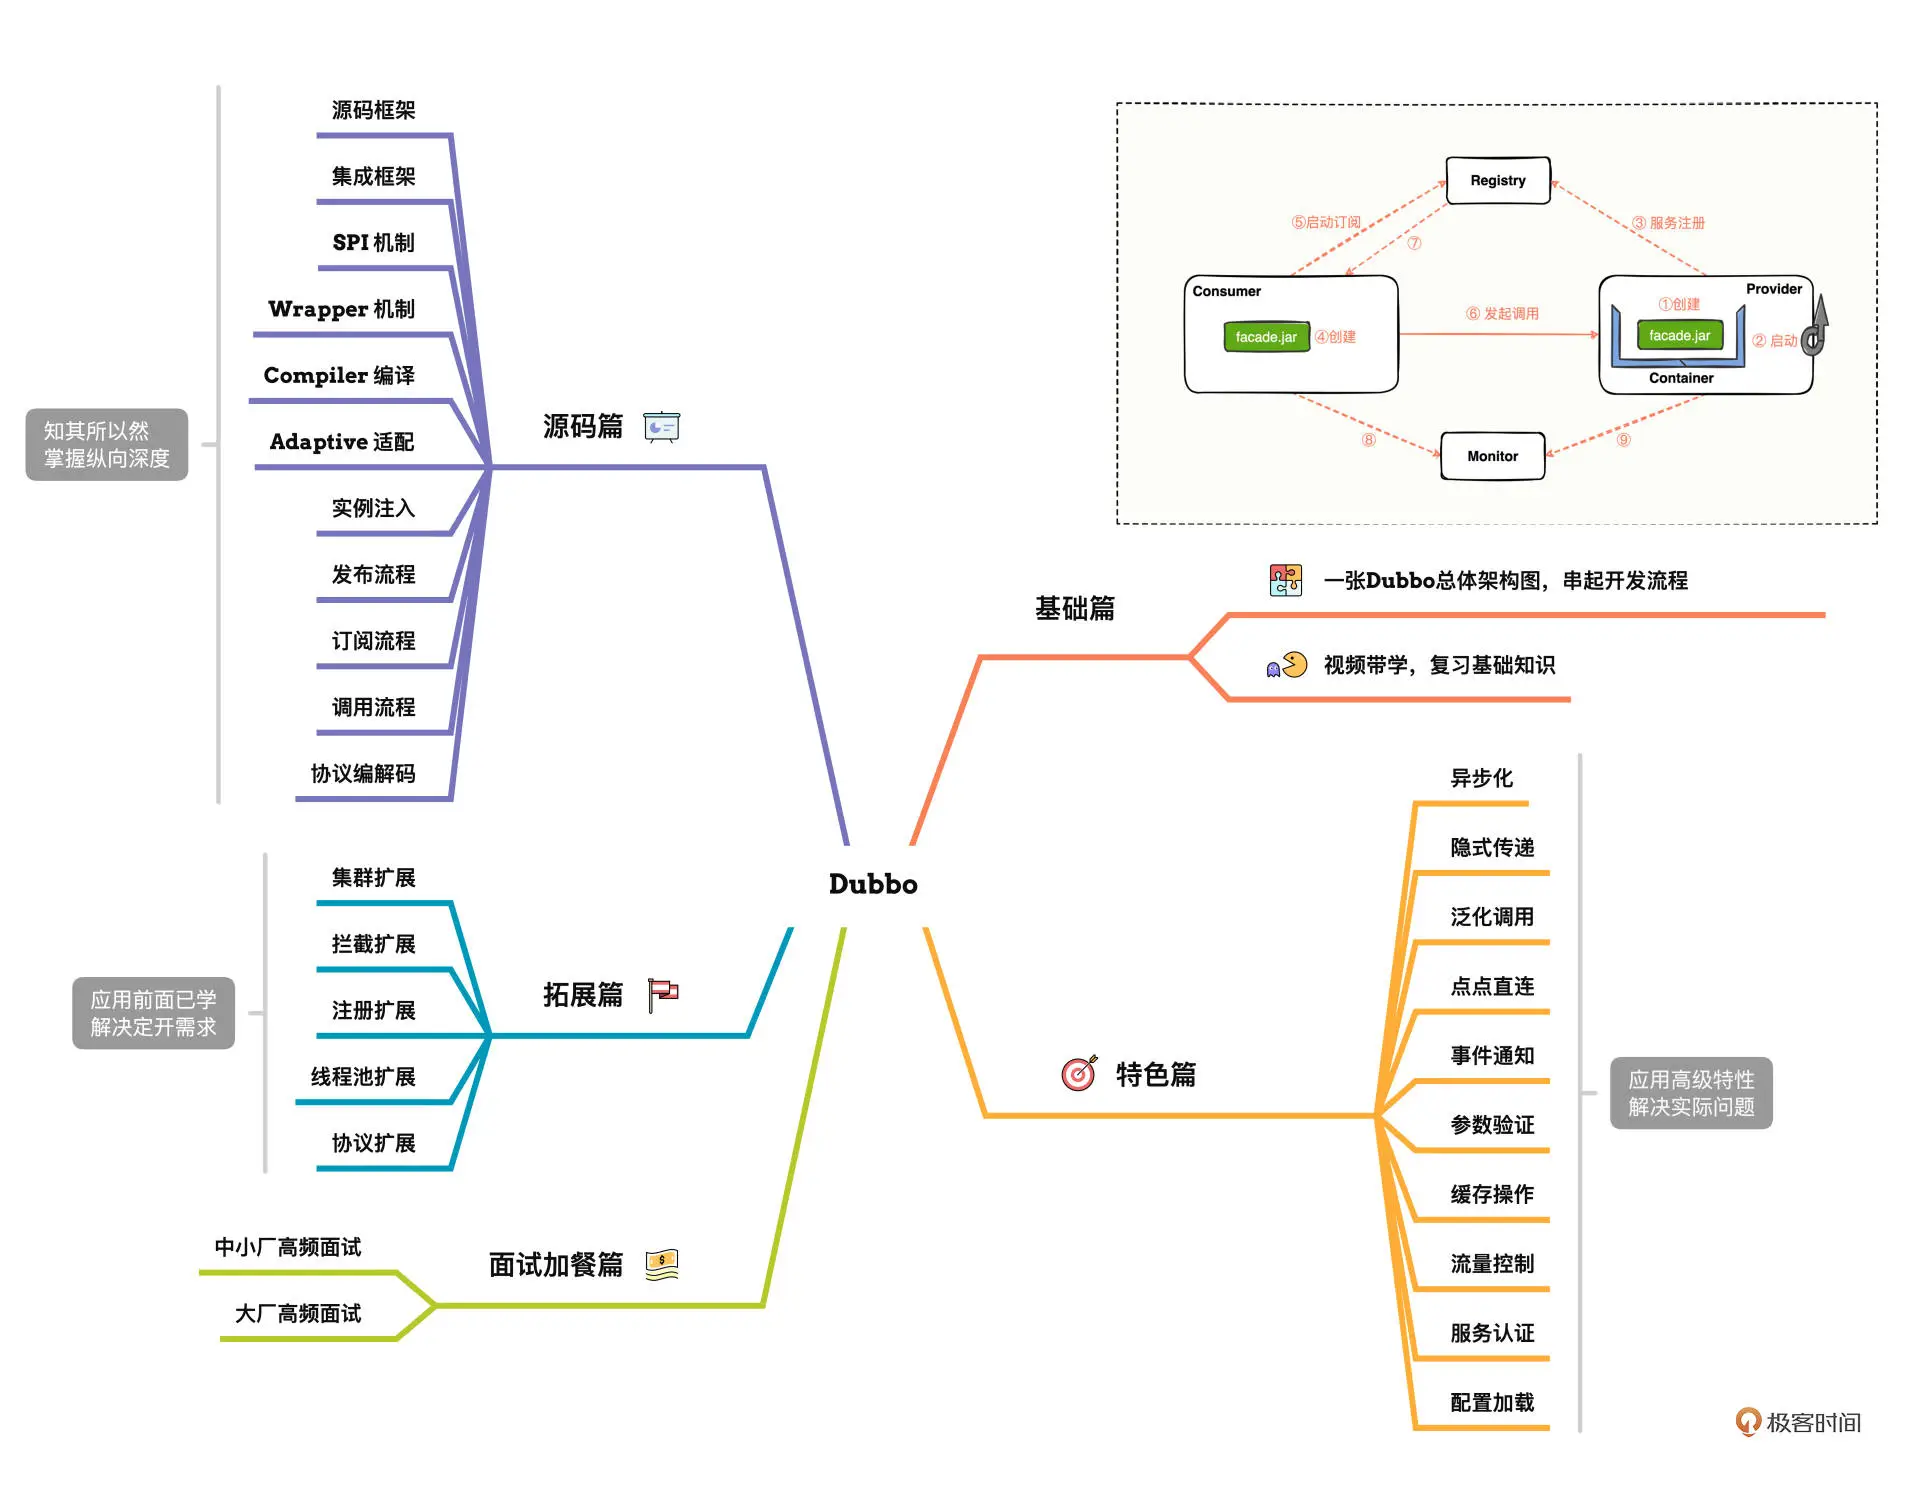 源码框架
集成框架
SPI 机制
Wrapper 机制
Compiler 编译
Adaptive 适配
实例注入
发布流程
订阅流程
调用流程
协议编解码
源码篇
知其所以然
掌握纵向深度
Registry
⑤启动订阅
⑦
③ 服务注册
Consumer
facade.jar
④创建
⑥ 发起调用
Provider
①创建
facade.jar
② 启动
Container
⑧
⑨
Monitor
基础篇
一张Dubbo总体架构图，串起开发流程
视频带学，复习基础知识
Dubbo
集群扩展
拦截扩展
注册扩展
线程池扩展
协议扩展
拓展篇
应用前面已学
解决定开需求
中小厂高频面试
大厂高频面试
面试加餐篇
$
特色篇
异步化
隐式传递
泛化调用
点点直连
事件通知
参数验证
缓存操作
流量控制
服务认证
配置加载
应用高级特性
解决实际问题
极客时间